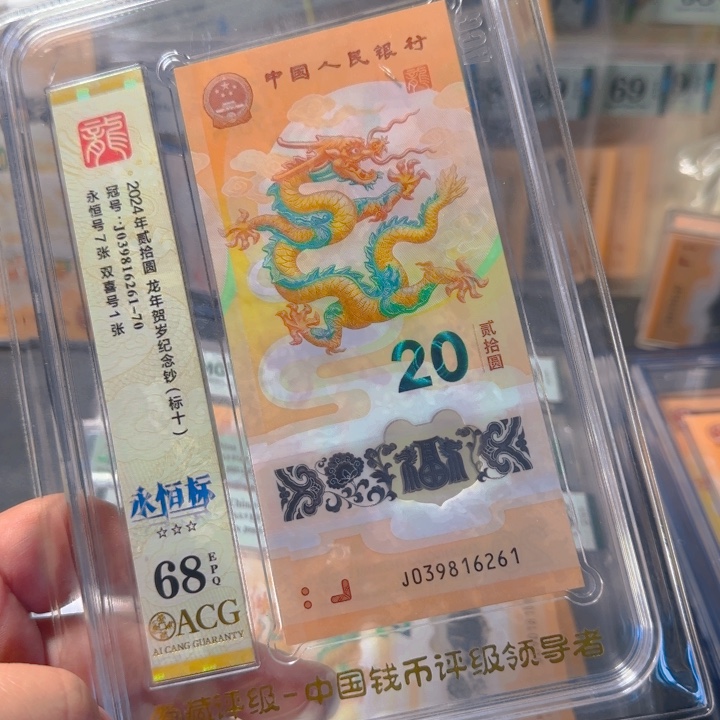 中国人民银行
龍
20
贰拾圆
J039816261
龍
2024年贰拾圆 龙年贺岁纪念钞(标十)
冠号:J039816261-70
永恒号7张 双喜号1张
永恒标
☆☆☆
68
EPQ
ACG
AI CANG GUARANTY
评级-中国钱币评级领导者
69